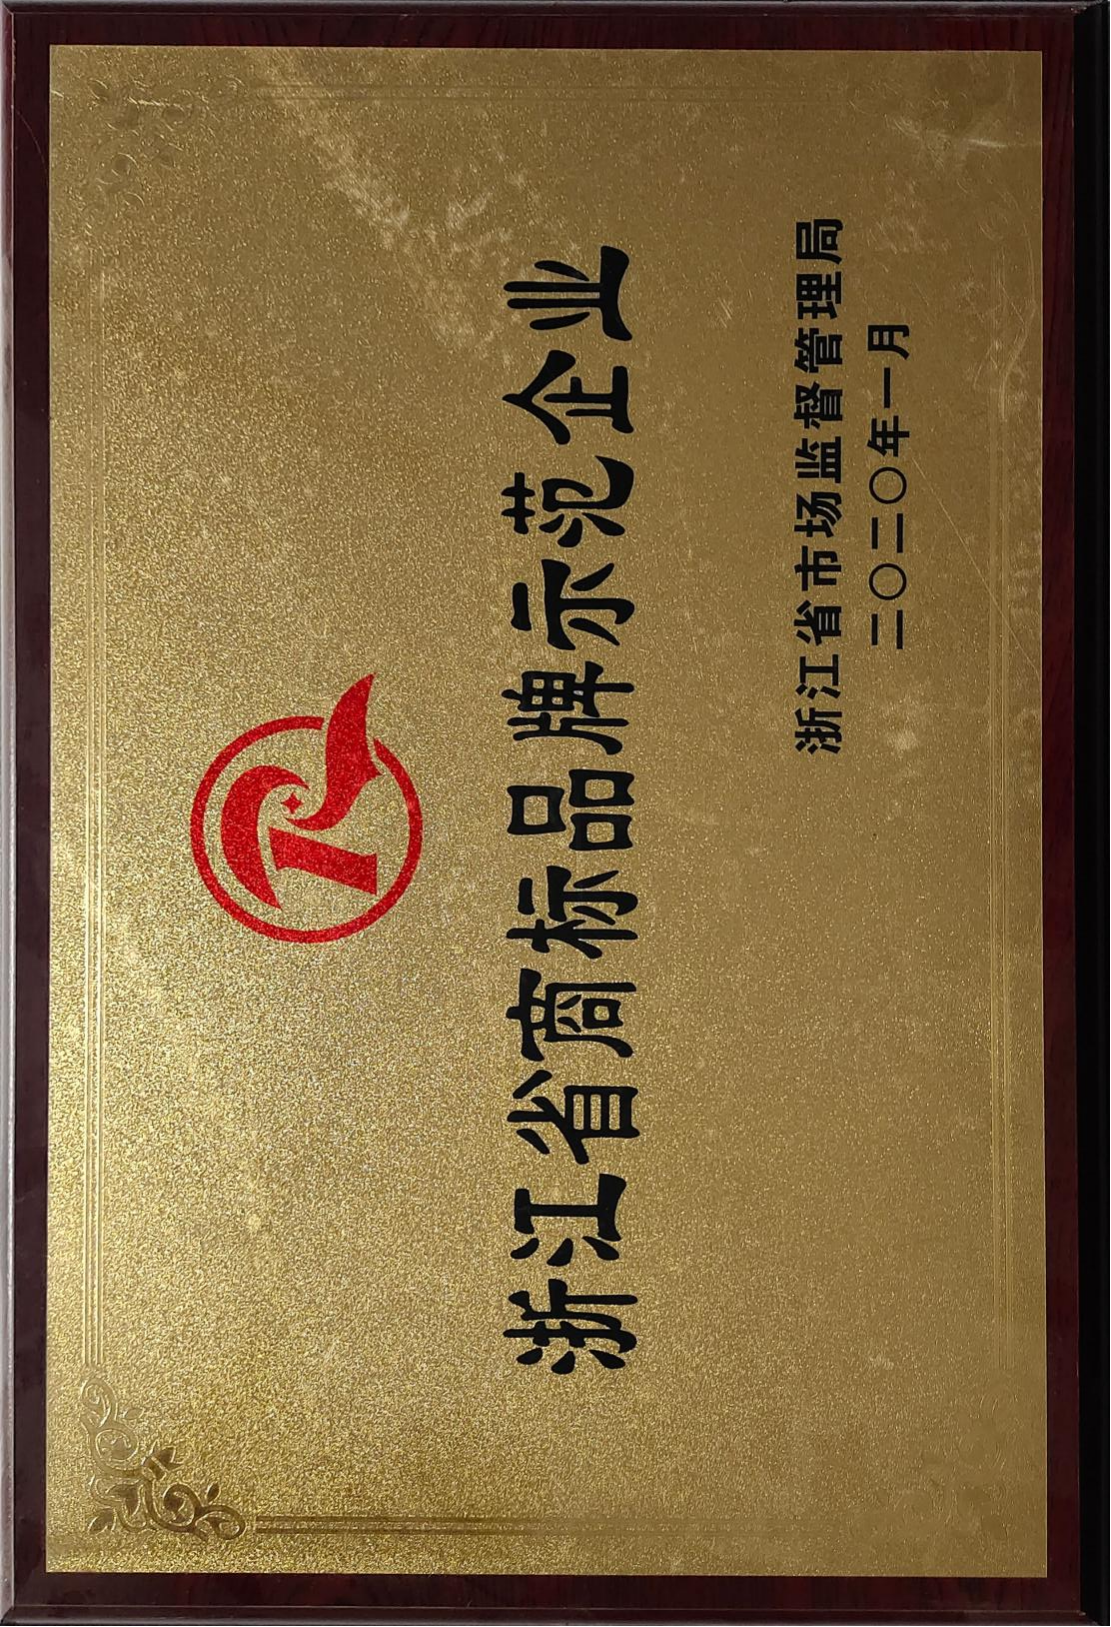 浙江省商标品牌示范企业
浙江省市场监督管理局
二〇二〇年一月